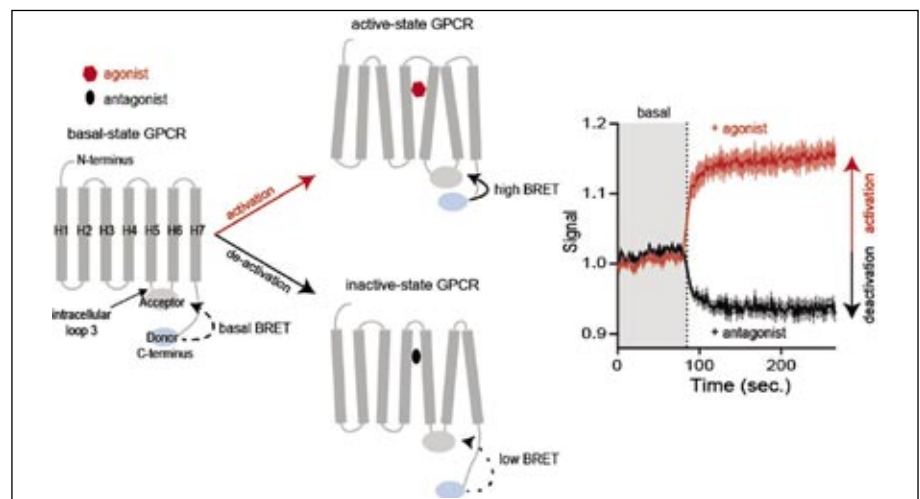 agonist
antagonist
basal-state GPCR
N-terminus
H1 H2 H3 H4 H5 H6 H7
intracellular
loop 3
Acceptor
Donor
C-terminus
basal BRET
activation
de-activation
active-state GPCR
high BRET
inactive-state GPCR
low BRET
basal
+ agonist
+ antagonist
Signal
1.2
1.1
1.0
0.9
0 100 200
Time (sec.)
activation
deactivation